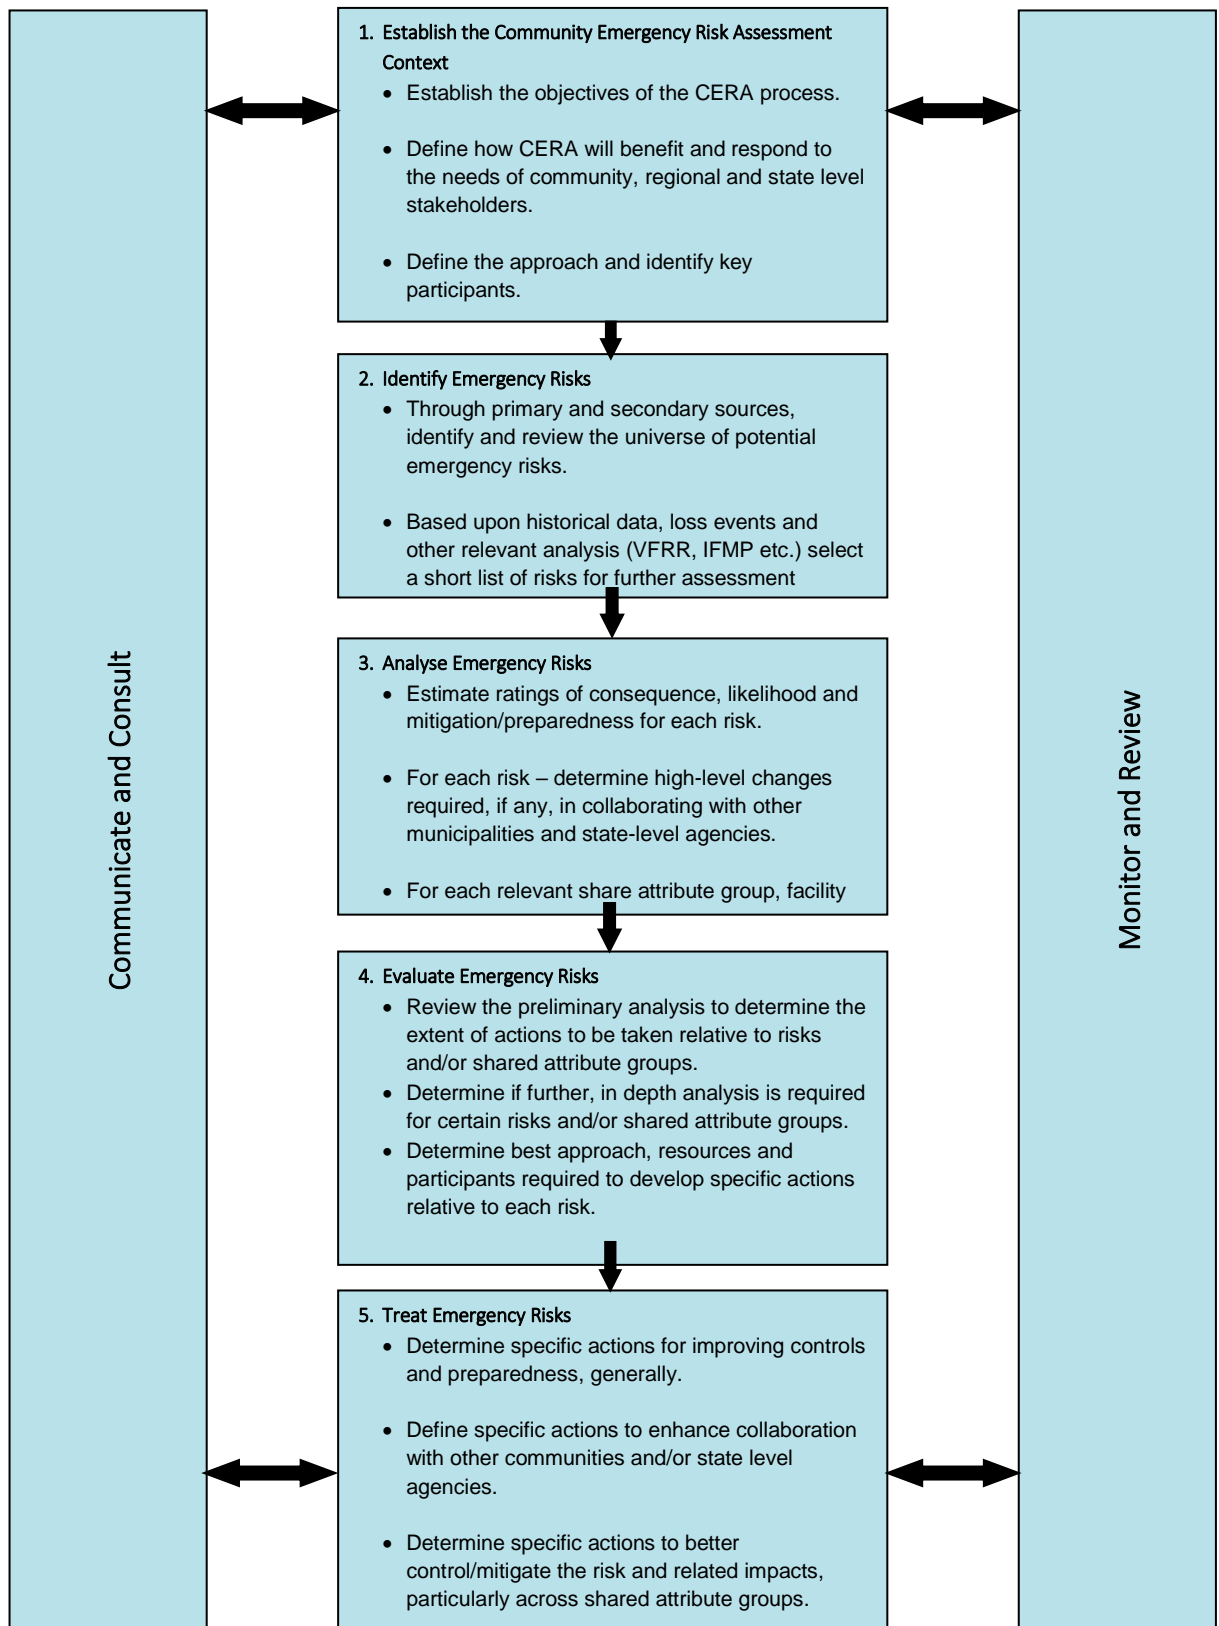 1. Establish the Community Emergency Risk Assessment
Context
• Establish the objectives of the CERA process.
• Define how CERA will benefit and respond to
the needs of community, regional and state level
stakeholders.
• Define the approach and identify key
participants.
2. Identify Emergency Risks
• Through primary and secondary sources,
identify and review the universe of potential
emergency risks.
• Based upon historical data, loss events and
other relevant analysis (VFRR, IFMP etc.) select
a short list of risks for further assessment
3. Analyse Emergency Risks
• Estimate ratings of consequence, likelihood and
mitigation/preparedness for each risk.
• For each risk – determine high-level changes
required, if any, in collaborating with other
municipalities and state-level agencies.
• For each relevant share attribute group, facility
4. Evaluate Emergency Risks
• Review the preliminary analysis to determine the
extent of actions to be taken relative to risks
and/or shared attribute groups.
• Determine if further, in depth analysis is required
for certain risks and/or shared attribute groups.
• Determine best approach, resources and
participants required to develop specific actions
relative to each risk.
5. Treat Emergency Risks
• Determine specific actions for improving controls
and preparedness, generally.
• Define specific actions to enhance collaboration
with other communities and/or state level
agencies.
• Determine specific actions to better
control/mitigate the risk and related impacts,
particularly across shared attribute groups.
Communicate and Consult
Monitor and Review